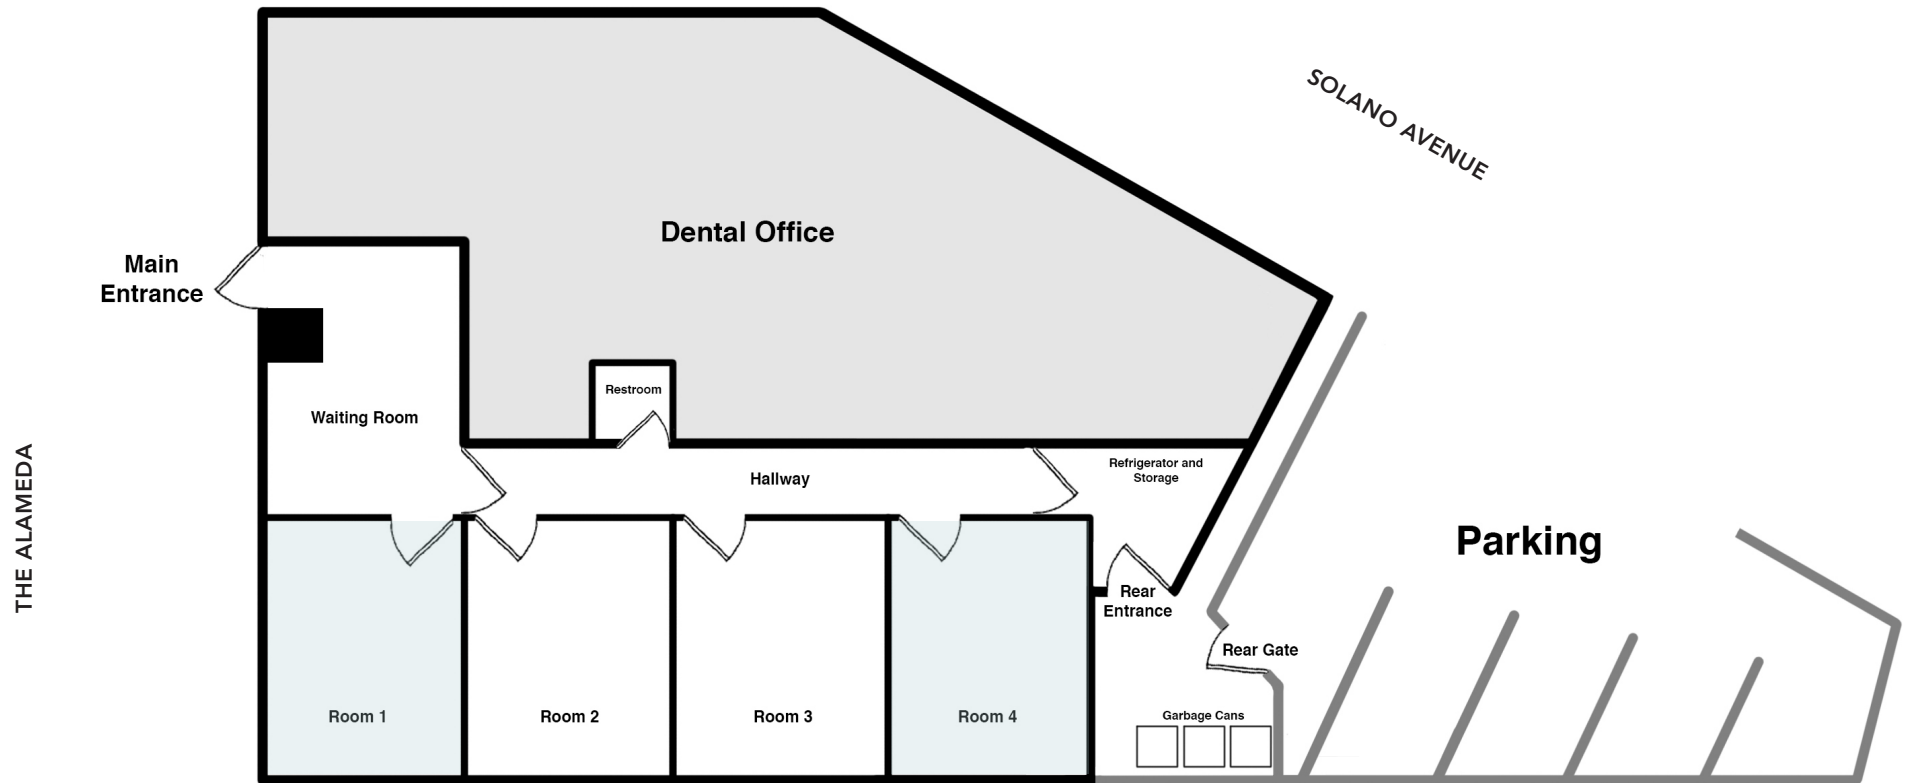 SOLANO AVENUE
Dental Office
Main
Entrance
Restroom
Waiting Room
THE ALAMEDA
Hallway
Refrigerator and
Storage
Parking
Rear
Entrance
Rear Gate
Room 1
Room 2
Room 3
Room 4
Garbage Cans